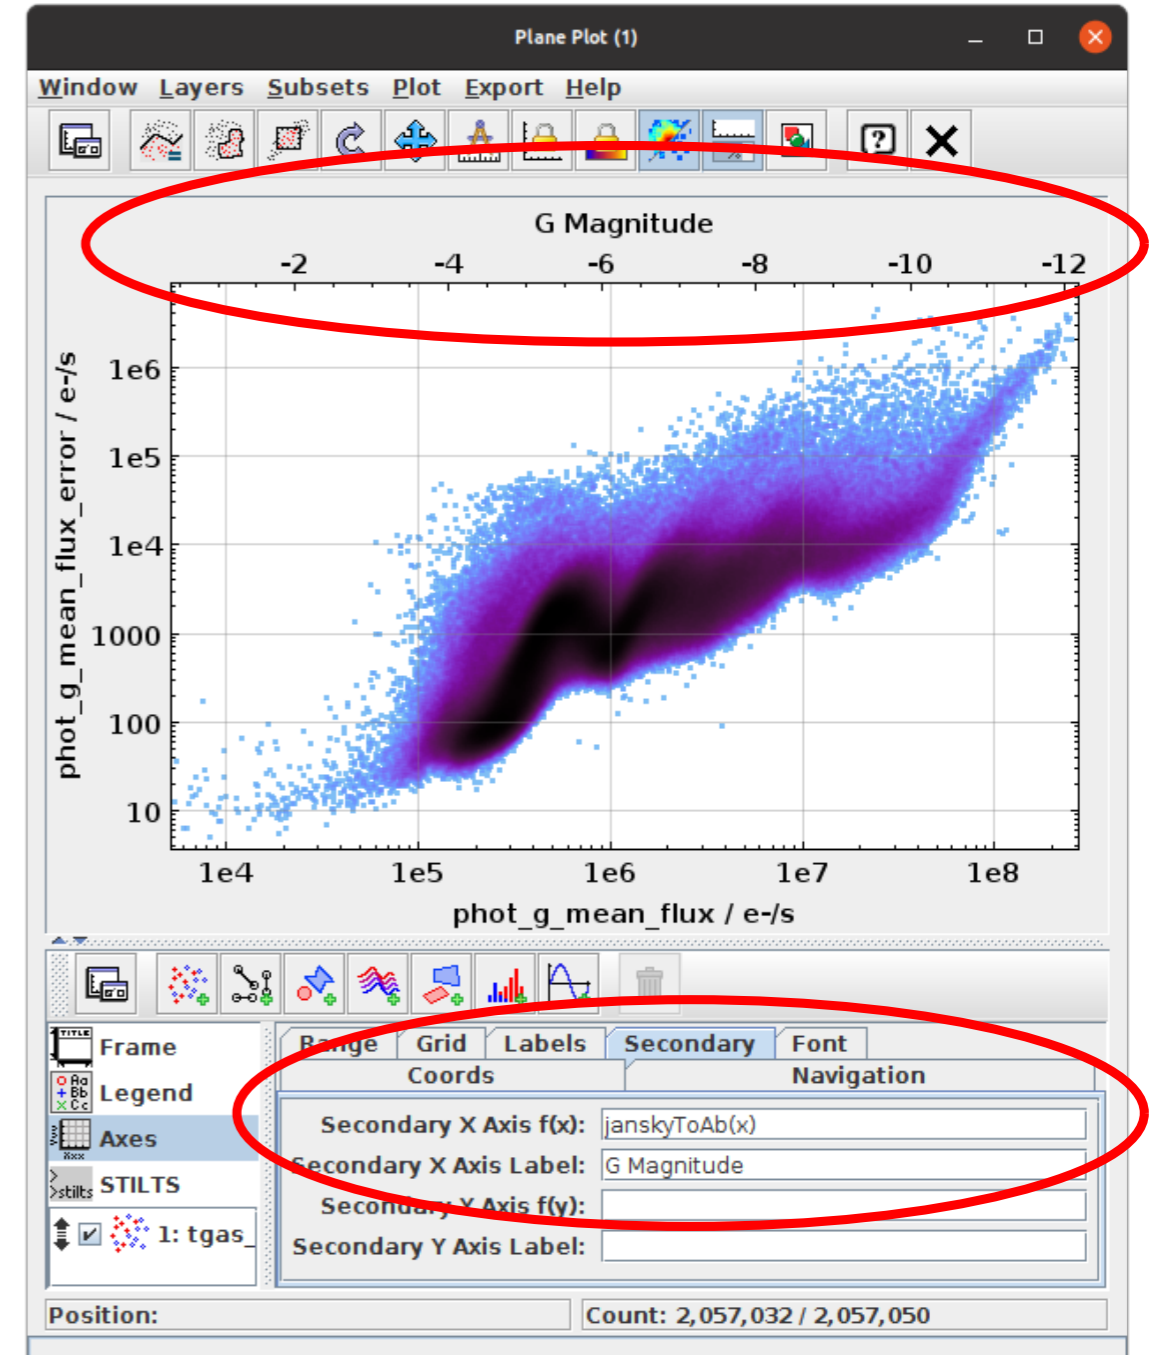 Plane Plot (1)
Window Layers Subsets Plot Export Help
G Magnitude
-2 -4 -6 -8 -10 -12
phot_g_mean_flux_error / e-/s
1e6
1e5
1e4
1000
100
10
1e4 1e5 1e6 1e7 1e8
phot_g_mean_flux / e-/s
Frame
Legend
Axes
STILTS
1: tgas_
Range Grid Labels Secondary Font
Coords Navigation
Secondary X Axis f(x): janskyToAb(x)
Secondary X Axis Label: G Magnitude
Secondary Y Axis f(y):
Secondary Y Axis Label:
Position:
Count: 2,057,032 / 2,057,050